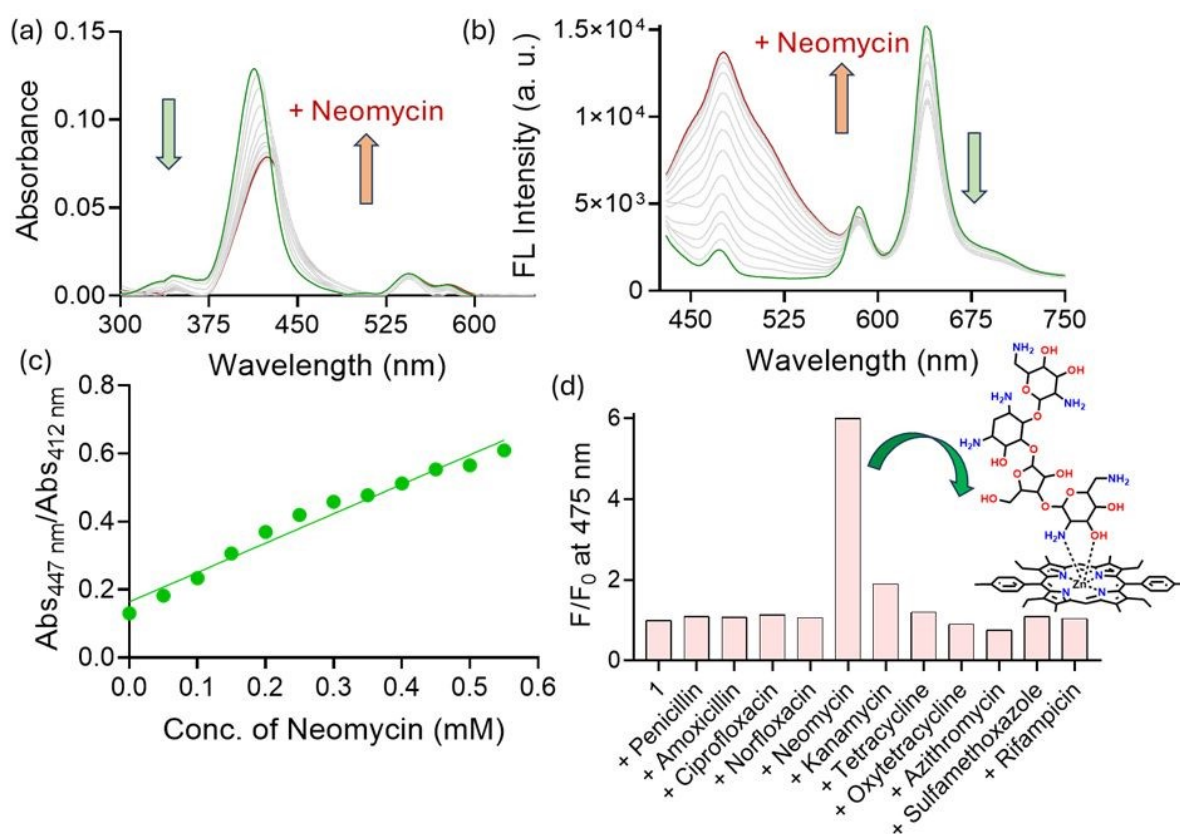 (a)
0.15
0.10
0.05
0.00
Absorbance
+ Neomycin
300 375 450 525 600
Wavelength (nm)
(b)
1.5×10⁴
1×10⁴
5×10³
0
FL Intensity (a. u.)
+ Neomycin
450 525 600 675 750
Wavelength (nm)
(c)
0.8
0.6
0.4
0.2
0.0
Abs447 nm/Abs412 nm
0.0 0.1 0.2 0.3 0.4 0.5 0.6
Conc. of Neomycin (mM)
(d)
6
4
2
0
F/F0 at 475 nm
1
+ Penicillin
+ Amoxicillin
+ Ciprofloxacin
+ Norfloxacin
+ Neomycin
+ Kanamycin
+ Tetracycline
+ Oxytetracycline
+ Azithromycin
+ Sulfamethoxazole
+ Rifampicin
NH2
OH
O
OH
H2N
O
NH2
O
H2N
O
OH
O
OH
HO
O
O
NH2
OH
H2N
OH
N
N
Zn
N
N